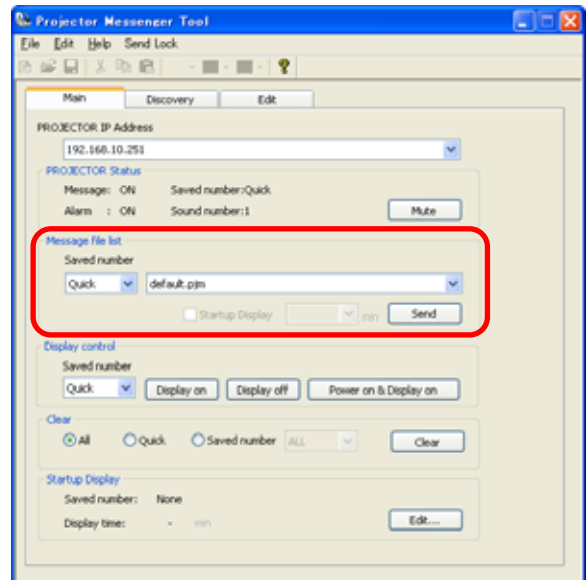 Projector Messenger Tool
File Edit Help Send Lock
Main Discovery Edit
PROJECTOR IP Address
192.168.10.251
PROJECTOR Status
Message: ON Saved number:Quick
Alarm : ON Sound number:1 Mute
Message file list
Saved number
Quick default.pjm
Startup Display min Send
Display control
Saved number
Quick Display on Display off Power on & Display on
Clear
All Quick Saved number ALL Clear
Startup Display
Saved number: None
Display time: - min Edit...